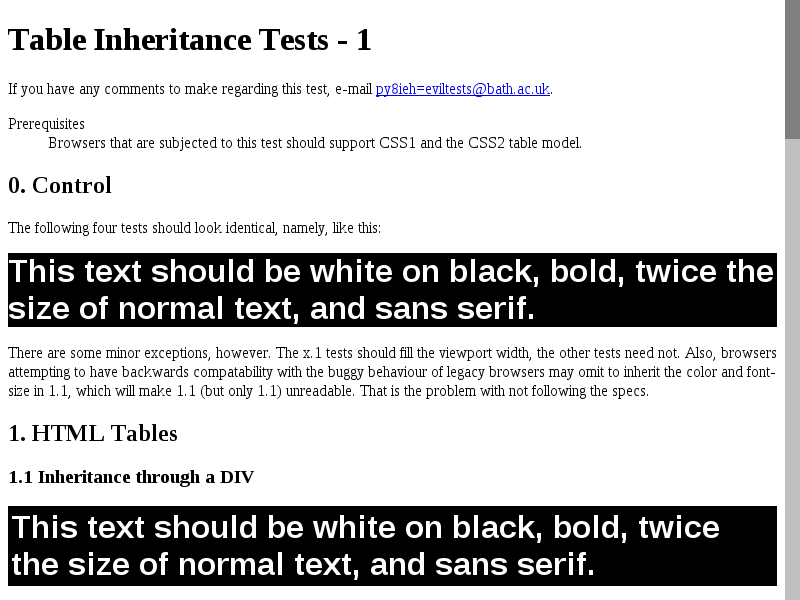 Table Inheritance Tests - 1
If you have any comments to make regarding this test, e-mail py8ieh=eviltests@bath.ac.uk.
Prerequisites
Browsers that are subjected to this test should support CSS1 and the CSS2 table model.
0. Control
The following four tests should look identical, namely, like this:
This text should be white on black, bold, twice the
size of normal text, and sans serif.
There are some minor exceptions, however. The x.1 tests should fill the viewport width, the other tests need not. Also, browsers
attempting to have backwards compatability with the buggy behaviour of legacy browsers may omit to inherit the color and font-
size in 1.1, which will make 1.1 (but only 1.1) unreadable. That is the problem with not following the specs.
1. HTML Tables
1.1 Inheritance through a DIV
This text should be white on black, bold, twice
the size of normal text, and sans serif.